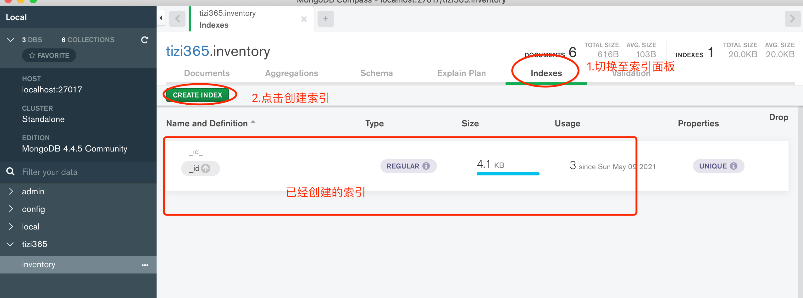 MongoDB Compass - localhost:27017/tizi365.inventory
Local
tizi365.inventory
Indexes
3 DBS
6 COLLECTIONS
FAVORITE
HOST
localhost:27017
CLUSTER
Standalone
EDITION
MongoDB 4.4.5 Community
Filter your data
admin
config
local
tizi365
inventory
tizi365.inventory
DOCUMENTS 6
TOTAL SIZE
616B
AVG. SIZE
103B
INDEXES 1
TOTAL SIZE
20.0KB
AVG. SIZE
20.0KB
1.切换至索引面板
Documents
Aggregations
Schema
Explain Plan
Indexes
Validation
CREATE INDEX
2.点击创建索引
Name and Definition
Type
Size
Usage
Properties
Drop
_id_
_id
REGULAR
4.1 KB
3 since Sun May 09 2021
UNIQUE
已经创建的索引